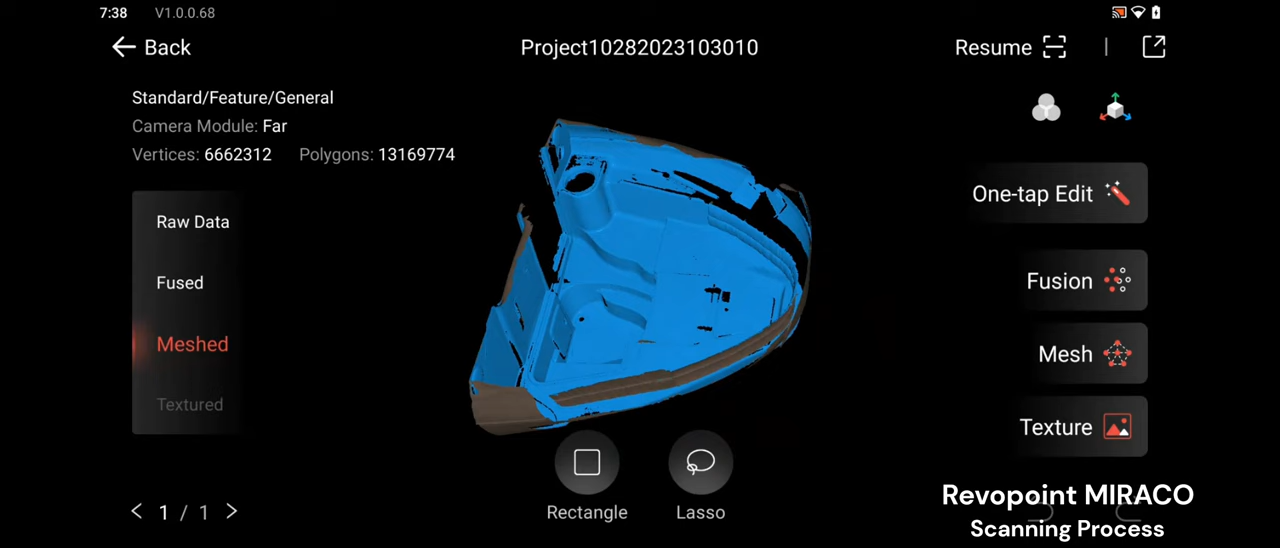 7:38 V1.0.0.68
Back
Project10282023103010
Resume
Standard/Feature/General
Camera Module: Far
Vertices: 6662312 Polygons: 13169774
One-tap Edit
Raw Data
Fused
Fusion
Meshed
Mesh
Textured
Texture
Rectangle
Lasso
1 / 1
Revopoint MIRACO
Scanning Process